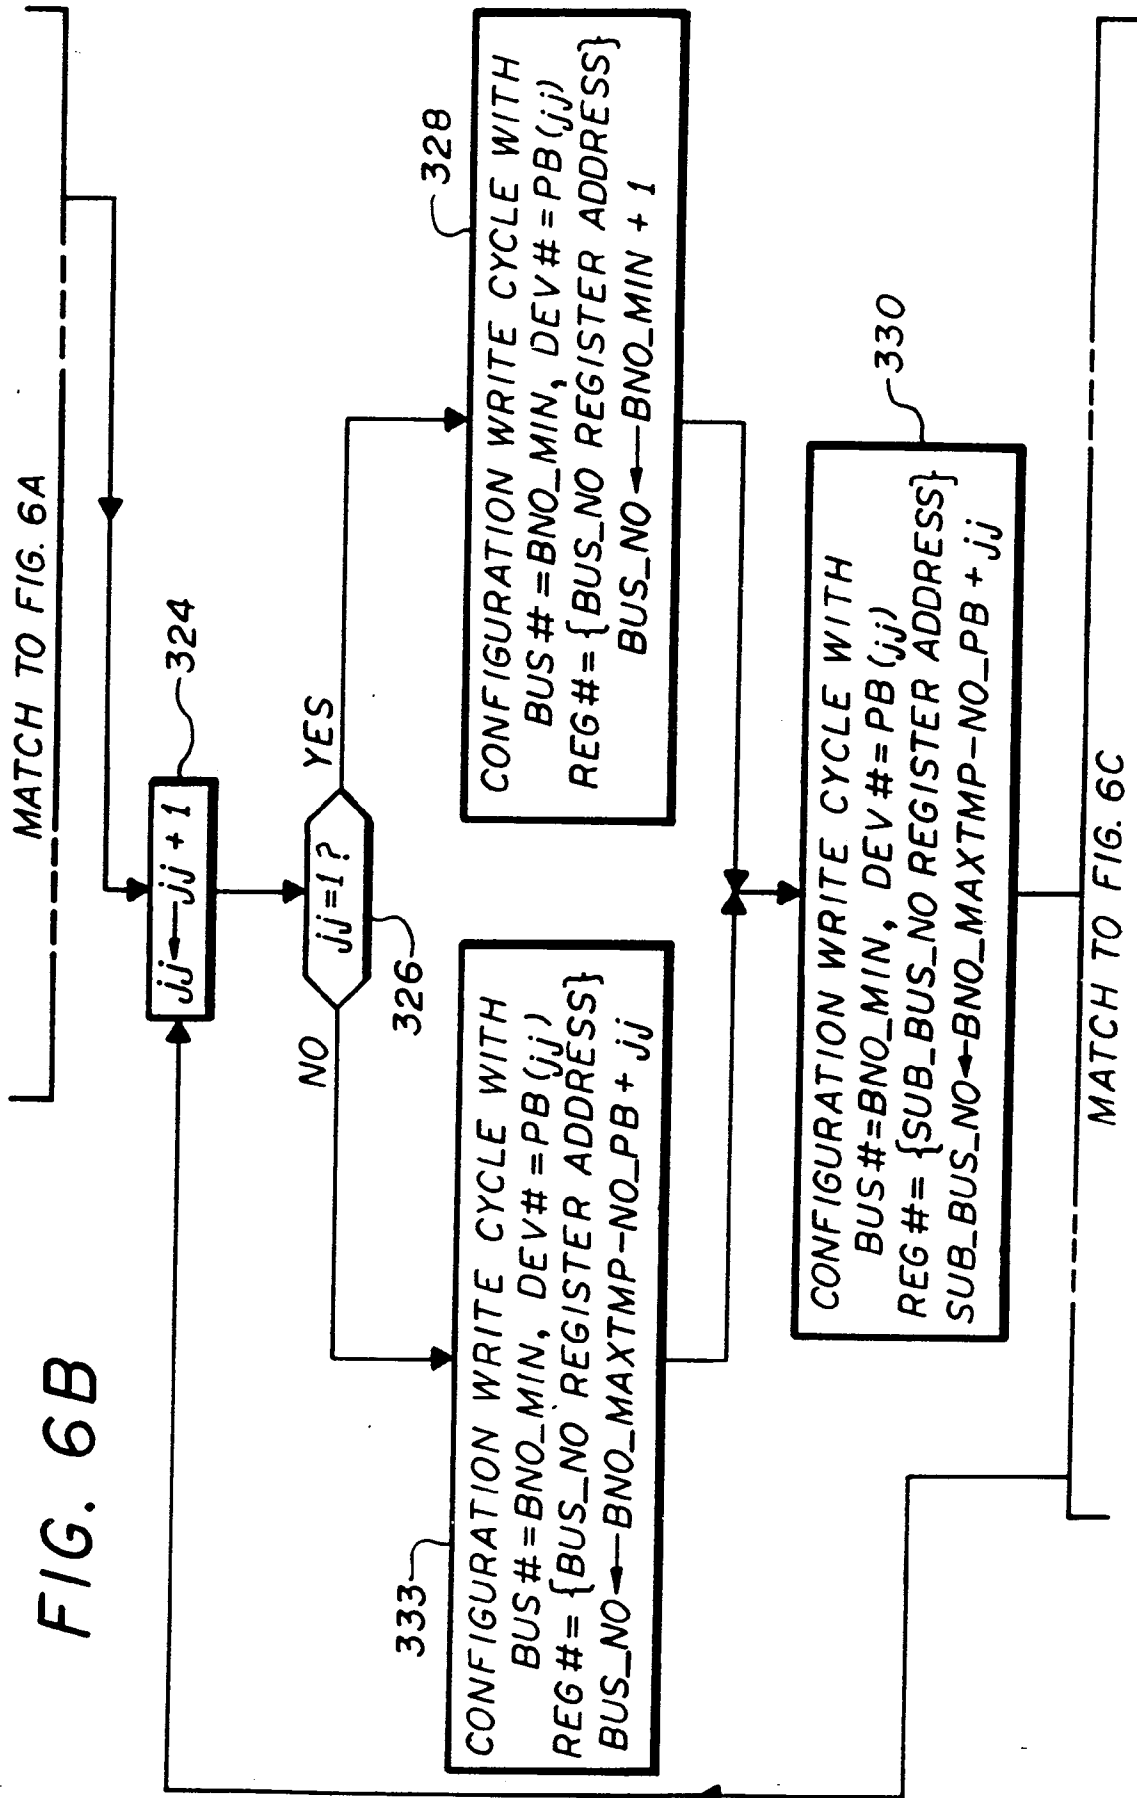 FIG. 6B
MATCH TO FIG. 6A
324
jj ← jj + 1
jj=1?
326
NO
YES
333
CONFIGURATION WRITE CYCLE WITH
BUS#=BNO_MIN, DEV#=PB(jj)
REG#={BUS_NO REGISTER ADDRESS}
BUS_NO←BNO_MAXTMP-NO_PB+jj
328
CONFIGURATION WRITE CYCLE WITH
BUS#=BNO_MIN, DEV#=PB(jj)
REG#={BUS_NO REGISTER ADDRESS}
BUS_NO←BNO_MIN + 1
330
CONFIGURATION WRITE CYCLE WITH
BUS#=BNO_MIN, DEV#=PB(jj)
REG#={SUB_BUS_NO REGISTER ADDRESS}
SUB_BUS_NO←BNO_MAXTMP-NO_PB+jj
MATCH TO FIG. 6C